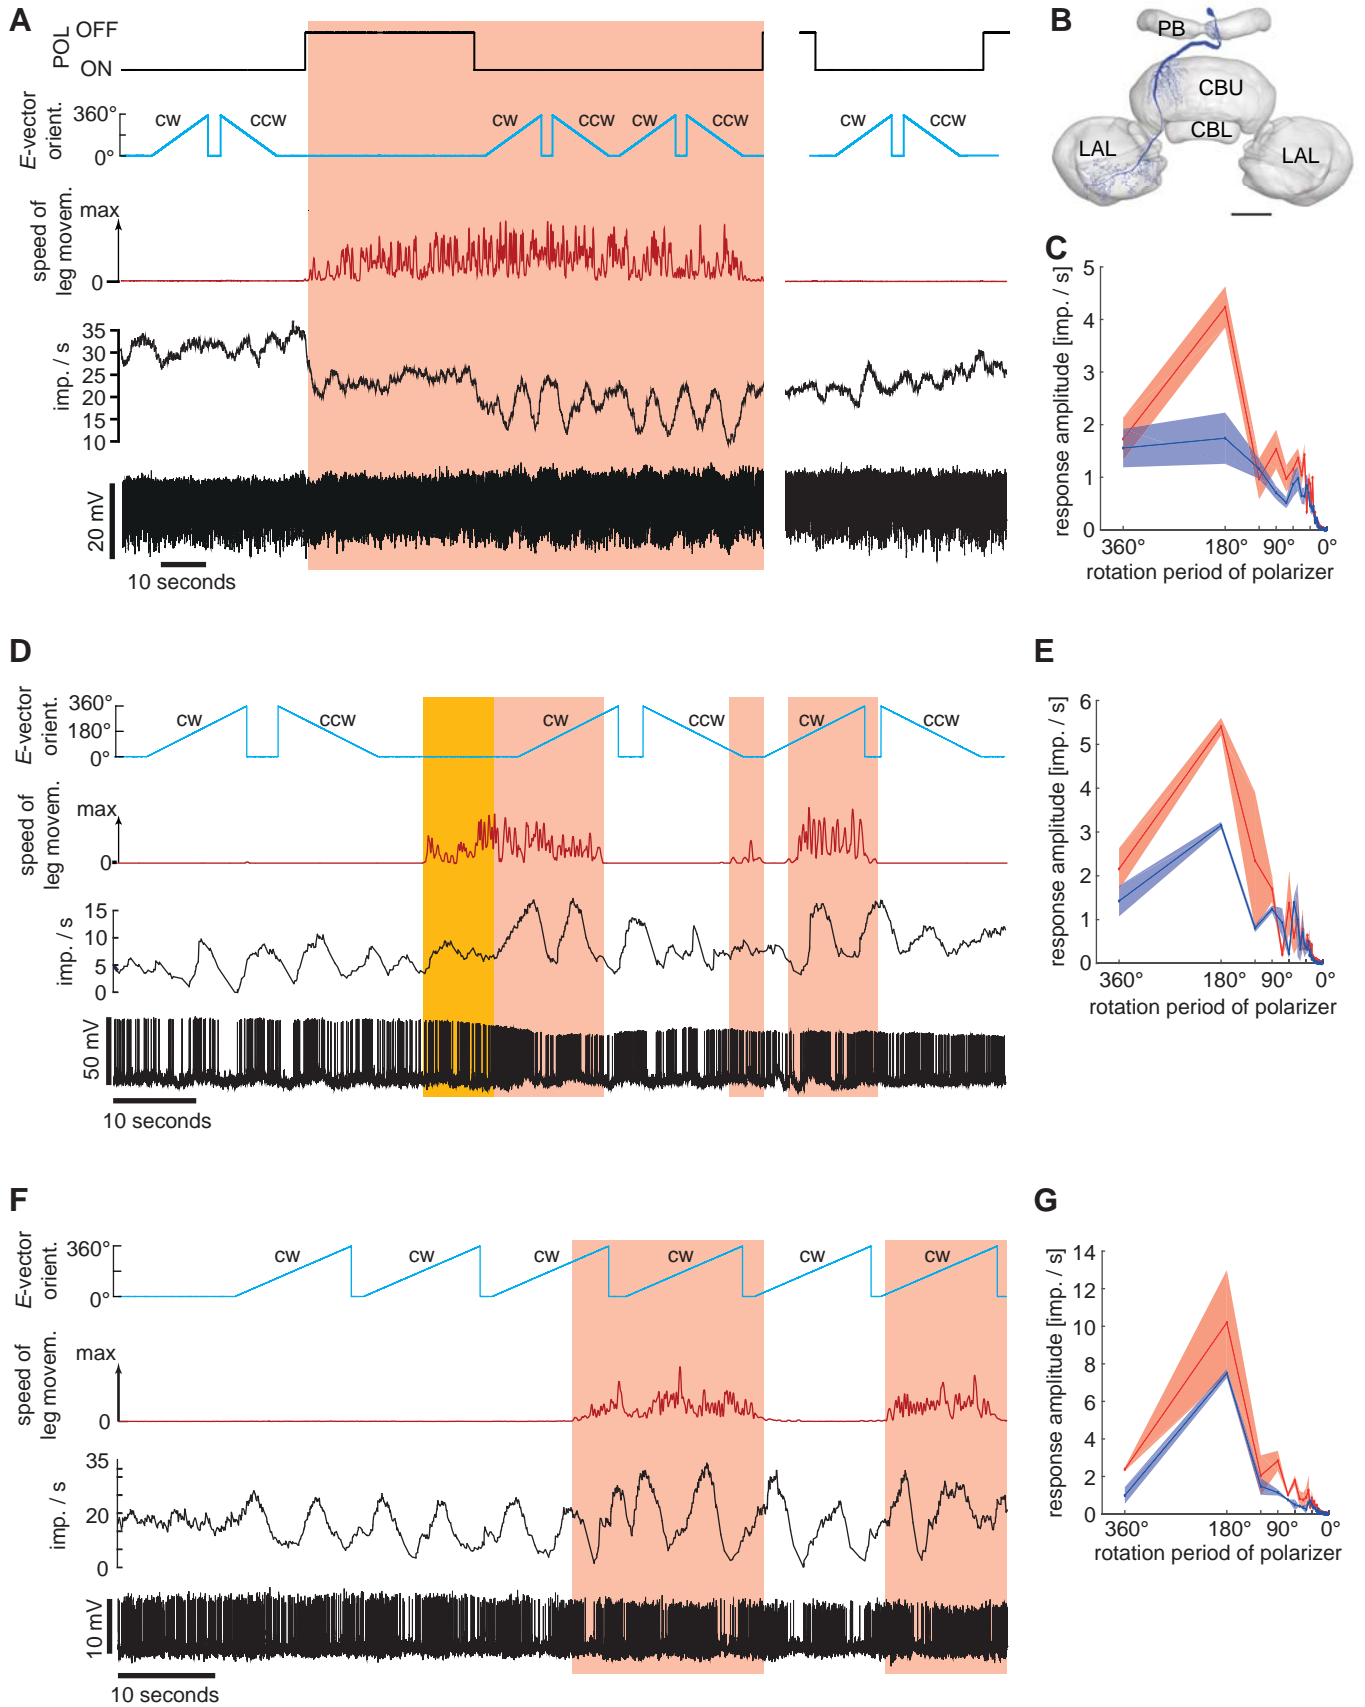 A
POL
OFF
ON
E-vector
orient.
360°
0°
cw
ccw
cw
ccw
cw
ccw
cw
ccw
speed of
leg movem.
max
0
imp. / s
35
30
25
20
15
10
20 mV
10 seconds
B
PB
CBU
CBL
LAL
LAL
C
response amplitude [imp. / s]
5
4
3
2
1
0
360°
180°
90°
0°
rotation period of polarizer
D
E-vector
orient.
360°
180°
0°
cw
ccw
cw
ccw
cw
ccw
speed of
leg movem.
max
0
imp. / s
15
10
5
0
50 mV
10 seconds
E
response amplitude [imp. / s]
6
5
4
3
2
1
0
360°
180°
90°
0°
rotation period of polarizer
F
E-vector
orient.
360°
0°
cw
cw
cw
cw
cw
cw
speed of
leg movem.
max
0
imp. / s
35
20
0
10 mV
10 seconds
G
response amplitude [imp. / s]
14
12
10
8
6
4
2
0
360°
180°
90°
0°
rotation period of polarizer